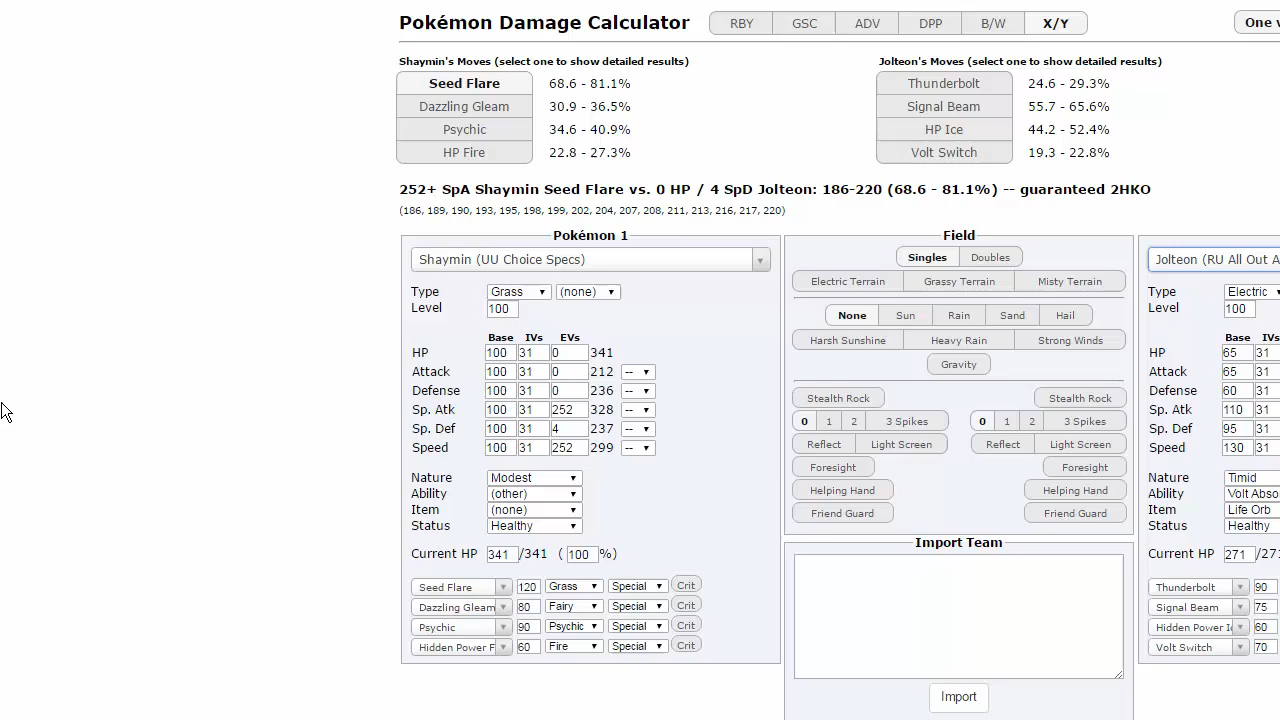 Pokémon Damage Calculator RBY GSC ADV DPP B/W X/Y One v
Shaymin's Moves (select one to show detailed results)
Seed Flare 68.6 - 81.1%
Dazzling Gleam 30.9 - 36.5%
Psychic 34.6 - 40.9%
HP Fire 22.8 - 27.3%
Jolteon's Moves (select one to show detailed results)
Thunderbolt 24.6 - 29.3%
Signal Beam 55.7 - 65.6%
HP Ice 44.2 - 52.4%
Volt Switch 19.3 - 22.8%
252+ SpA Shaymin Seed Flare vs. 0 HP / 4 SpD Jolteon: 186-220 (68.6 - 81.1%) -- guaranteed 2HKO
(186, 189, 190, 193, 195, 198, 199, 202, 204, 207, 208, 211, 213, 216, 217, 220)
Pokémon 1
Shaymin (UU Choice Specs)
Type Grass (none)
Level 100
Base IVs EVs
HP 100 31 0 341
Attack 100 31 0 212 --
Defense 100 31 0 236 --
Sp. Atk 100 31 252 328 --
Sp. Def 100 31 4 237 --
Speed 100 31 252 299 --
Nature Modest
Ability (other)
Item (none)
Status Healthy
Current HP 341 /341 ( 100 %)
Seed Flare 120 Grass Special Crit
Dazzling Gleam 80 Fairy Special Crit
Psychic 90 Psychic Special Crit
Hidden Power F 60 Fire Special Crit
Field
Singles Doubles
Electric Terrain Grassy Terrain Misty Terrain
None Sun Rain Sand Hail
Harsh Sunshine Heavy Rain Strong Winds
Gravity
Stealth Rock Stealth Rock
0 1 2 3 Spikes 0 1 2 3 Spikes
Reflect Light Screen Reflect Light Screen
Foresight Foresight
Helping Hand Helping Hand
Friend Guard Friend Guard
Import Team
Import
Jolteon (RU All Out A
Type Electric
Level 100
Base IVs
HP 65 31
Attack 65 31
Defense 60 31
Sp. Atk 110 31
Sp. Def 95 31
Speed 130 31
Nature Timid
Ability Volt Abso
Item Life Orb
Status Healthy
Current HP 271 /271
Thunderbolt 90
Signal Beam 75
Hidden Power I 60
Volt Switch 70